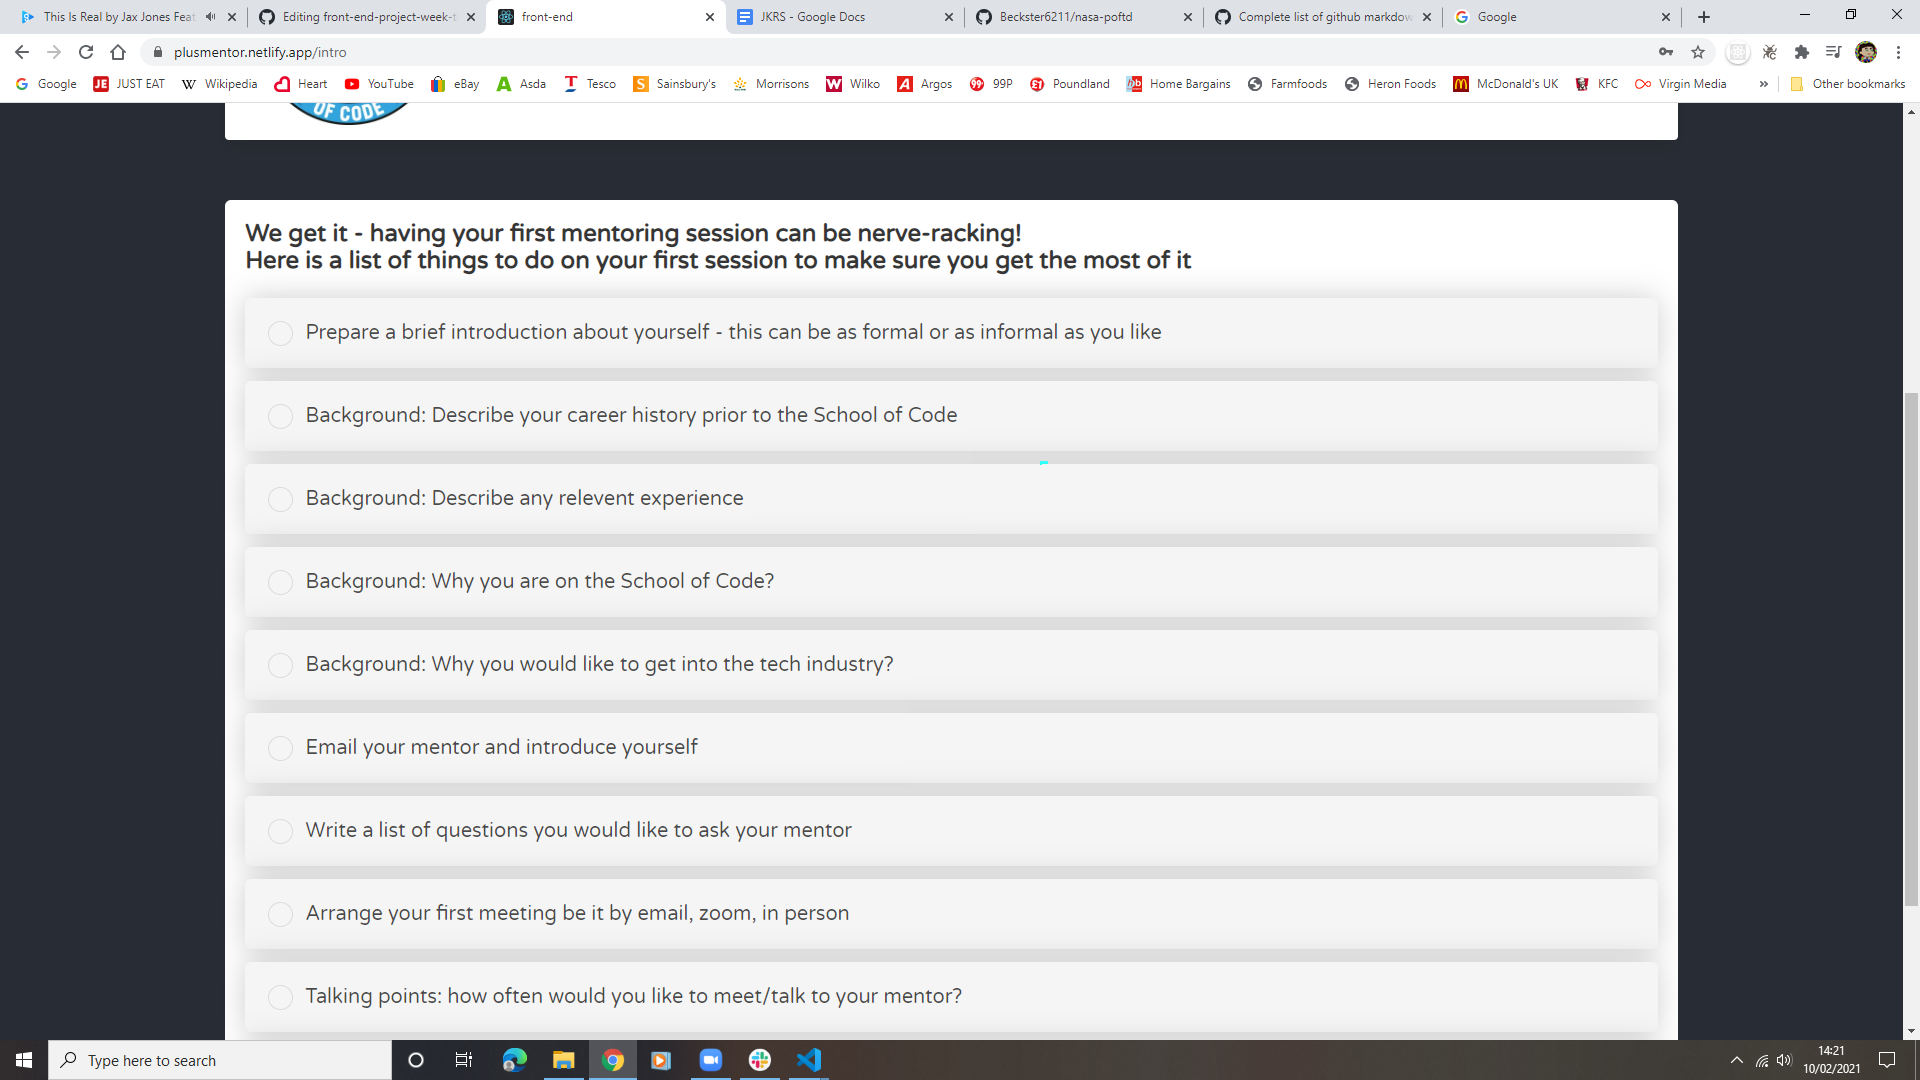 This Is Real by Jax Jones Feat
Editing front-end-project-week-t
front-end
JKRS - Google Docs
Beckster6211/nasa-poftd
Complete list of github markdow
Google
plusmentor.netlify.app/intro
Google
JUST EAT
Wikipedia
Heart
YouTube
eBay
Asda
Tesco
Sainsbury's
Morrisons
Wilko
Argos
99P
Poundland
Home Bargains
Farmfoods
Heron Foods
McDonald's UK
KFC
Virgin Media
»
Other bookmarks
OF CODE
We get it - having your first mentoring session can be nerve-racking!
Here is a list of things to do on your first session to make sure you get the most of it
Prepare a brief introduction about yourself - this can be as formal or as informal as you like
Background: Describe your career history prior to the School of Code
Background: Describe any relevent experience
Background: Why you are on the School of Code?
Background: Why you would like to get into the tech industry?
Email your mentor and introduce yourself
Write a list of questions you would like to ask your mentor
Arrange your first meeting be it by email, zoom, in person
Talking points: how often would you like to meet/talk to your mentor?
Type here to search
14:21
10/02/2021